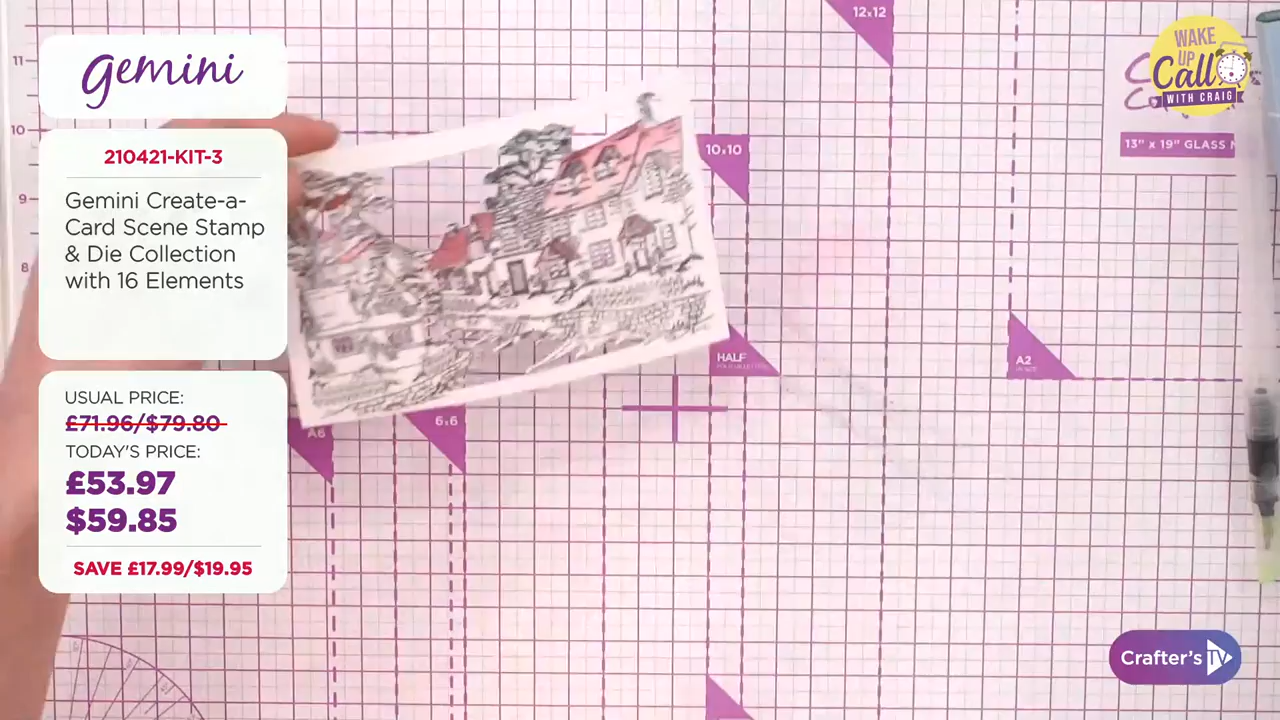 gemini
210421-KIT-3
Gemini Create-a-
Card Scene Stamp
& Die Collection
with 16 Elements
USUAL PRICE:
£71.96/$79.80
TODAY'S PRICE:
£53.97
$59.85
SAVE £17.99/$19.95
WAKE
UP
Call
WITH CRAIG
12x12
13" x 19" GLASS
10x10
HALF
A2
6x6
A6
11
10
9
8
Crafter's TV